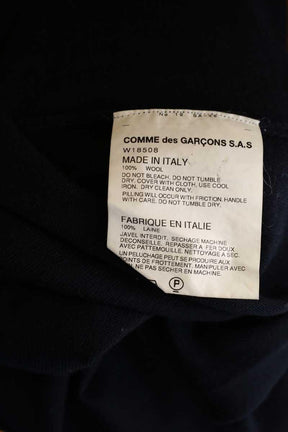 COMME des GARÇONS S.A.S
W18508
MADE IN ITALY
100% WOOL
DO NOT BLEACH. DO NOT TUMBLE
DRY. COVER WITH CLOTH, USE COOL
IRON. DRY CLEAN ONLY.
PILLING WILL OCCUR WITH FRICTION. HANDLE
WITH CARE. DO NOT TUMBLE DRY.
FABRIQUE EN ITALIE
100% LAINE
JAVEL INTERDIT. SECHAGE MACHINE
DECONSEILLE. REPASSER A FER DOUX
AVEC PATTEMOUILLE. NETTOYAGE A SEC.
UN PELUCHAGE PEUT SE PRODUIRE AUX
POINTS DE FROTTEMENT. MANIPULER AVEC
NE PAS SECHER EN MACHINE.
P